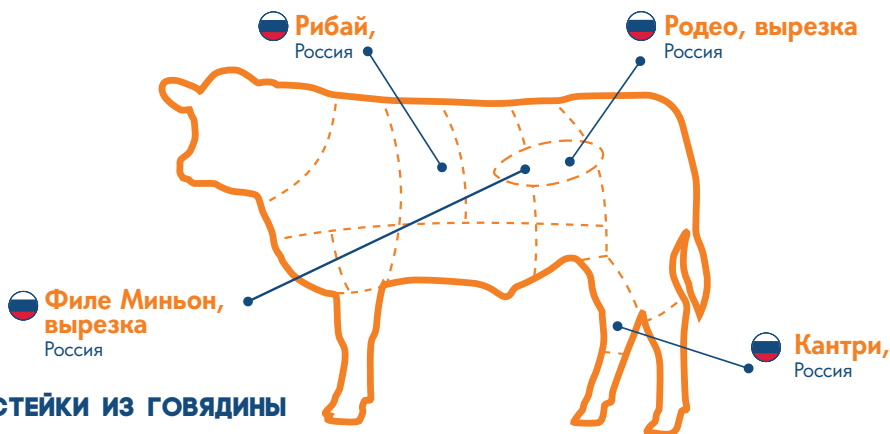 Рибай,
Россия
Родео, вырезка
Россия
Филе Миньон,
вырезка
Россия
Кантри,
Россия
СТЕЙКИ ИЗ ГОВЯДИНЫ